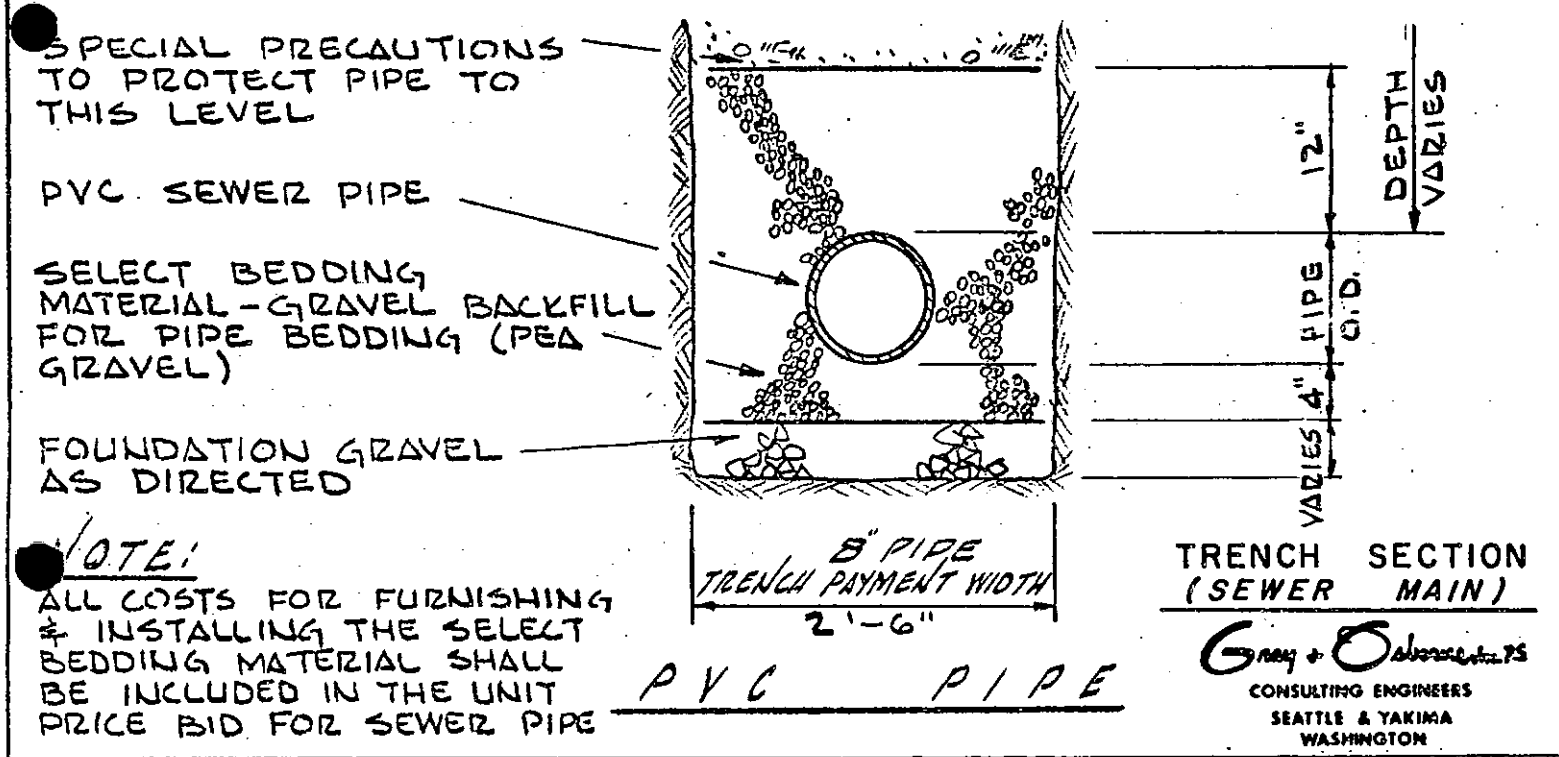 SPECIAL PRECAUTIONS
TO PROTECT PIPE TO
THIS LEVEL
PVC SEWER PIPE
SELECT BEDDING
MATERIAL-GRAVEL BACKFILL
FOR PIPE BEDDING (PEA
GRAVEL)
FOUNDATION GRAVEL
AS DIRECTED
NOTE:
ALL COSTS FOR FURNISHING
& INSTALLING THE SELECT
BEDDING MATERIAL SHALL
BE INCLUDED IN THE UNIT
PRICE BID FOR SEWER PIPE
12"
DEPTH
VARIES
PIPE
O.D.
4"
VARIES
8" PIPE
TRENCH PAYMENT WIDTH
2'-6"
PVC PIPE
TRENCH SECTION
(SEWER MAIN)
Gray & Osborne, P.S.
CONSULTING ENGINEERS
SEATTLE & YAKIMA
WASHINGTON